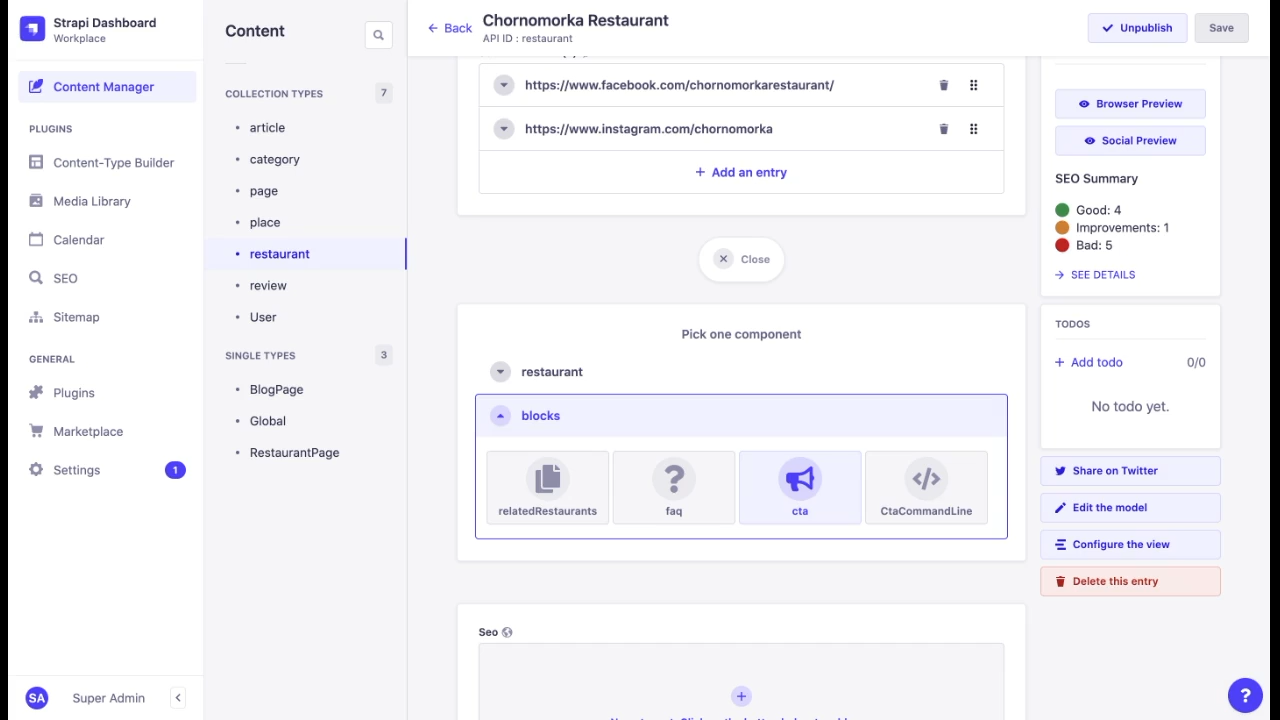 Strapi Dashboard
Workplace
Content Manager
PLUGINS
Content-Type Builder
Media Library
Calendar
SEO
Sitemap
GENERAL
Plugins
Marketplace
Settings
1
SA
Super Admin
Content
COLLECTION TYPES
7
article
category
page
place
restaurant
review
User
SINGLE TYPES
3
BlogPage
Global
RestaurantPage
Back
Chornomorka Restaurant
API ID : restaurant
Unpublish
Save
https://www.facebook.com/chornomorkarestaurant/
https://www.instagram.com/chornomorka
+ Add an entry
Close
Pick one component
restaurant
blocks
relatedRestaurants
faq
cta
CtaCommandLine
Seo
Browser Preview
Social Preview
SEO Summary
Good: 4
Improvements: 1
Bad: 5
SEE DETAILS
TODOS
+ Add todo
0/0
No todo yet.
Share on Twitter
Edit the model
Configure the view
Delete this entry
?